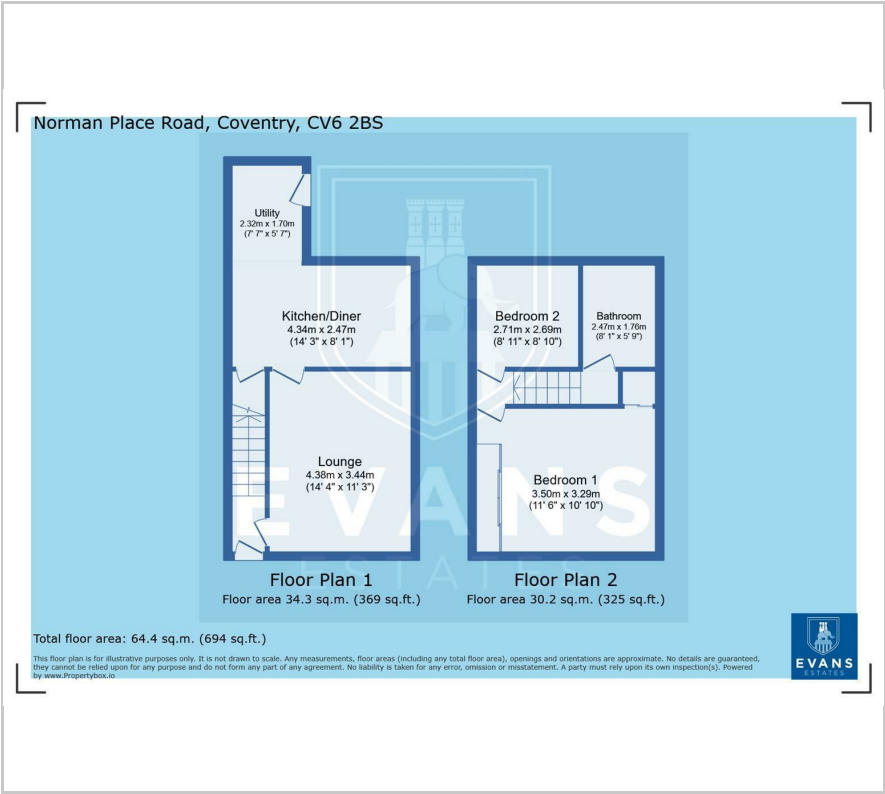 Norman Place Road, Coventry, CV6 2BS
Utility
2.32m x 1.70m
(7' 7" x 5' 7")
Kitchen/Diner
4.34m x 2.47m
(14' 3" x 8' 1")
Lounge
4.38m x 3.44m
(14' 4" x 11' 3")
Bedroom 2
2.71m x 2.69m
(8' 11" x 8' 10")
Bathroom
2.47m x 1.76m
(8' 1" x 5' 9")
Bedroom 1
3.50m x 3.29m
(11' 6" x 10' 10")
EVANS
ESTATES
Floor Plan 1
Floor area 34.3 sq.m. (369 sq.ft.)
Floor Plan 2
Floor area 30.2 sq.m. (325 sq.ft.)
Total floor area: 64.4 sq.m. (694 sq.ft.)
This floor plan is for illustrative purposes only. It is not drawn to scale. Any measurements, floor areas (including any total floor area), openings and orientations are approximate. No details are guaranteed,
they cannot be relied upon for any purpose and do not form any part of any agreement. No liability is taken for any error, omission or misstatement. A party must rely upon its own inspection(s). Powered
by www.Propertybox.io
EVANS
ESTATES